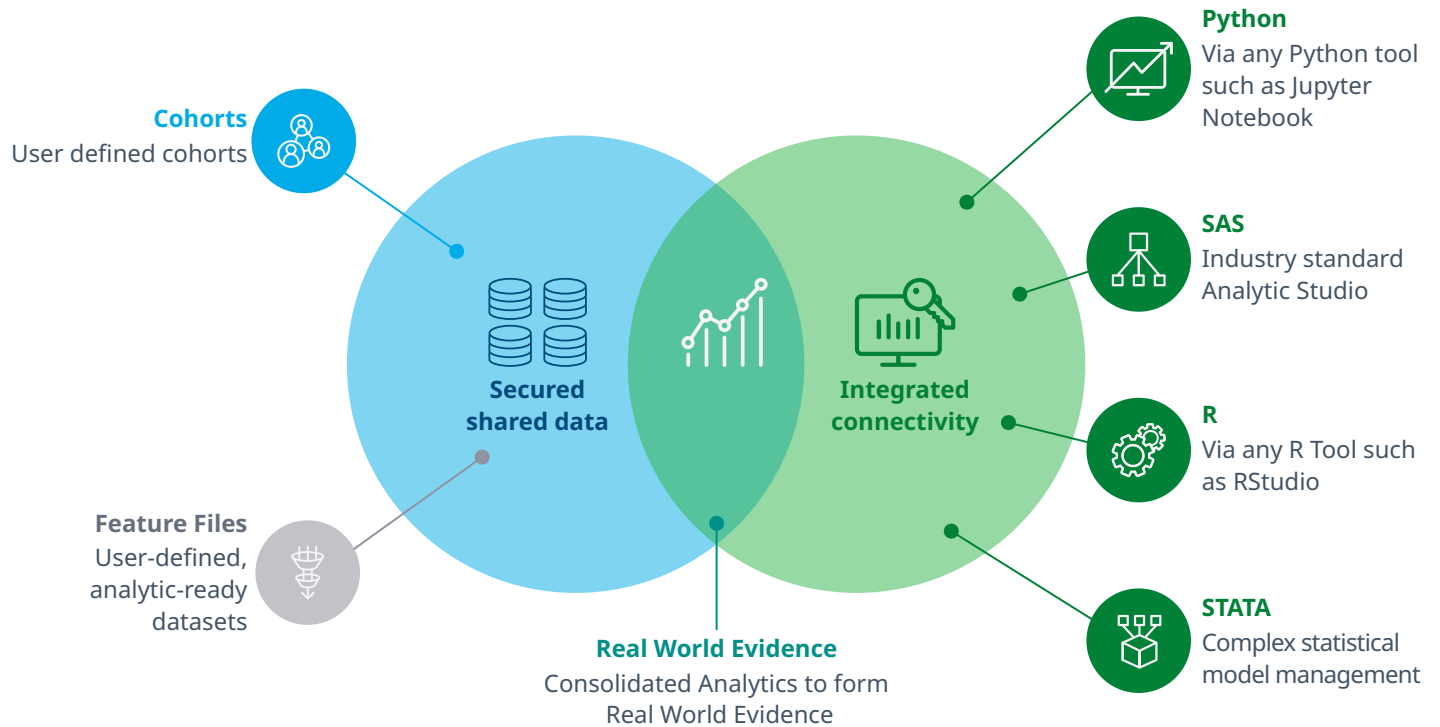 Cohorts
User defined cohorts
Feature Files
User-defined,
analytic-ready
datasets
Secured
shared data
Integrated
connectivity
Real World Evidence
Consolidated Analytics to form
Real World Evidence
Python
Via any Python tool
such as Jupyter
Notebook
SAS
Industry standard
Analytic Studio
R
Via any R Tool such
as RStudio
STATA
Complex statistical
model management